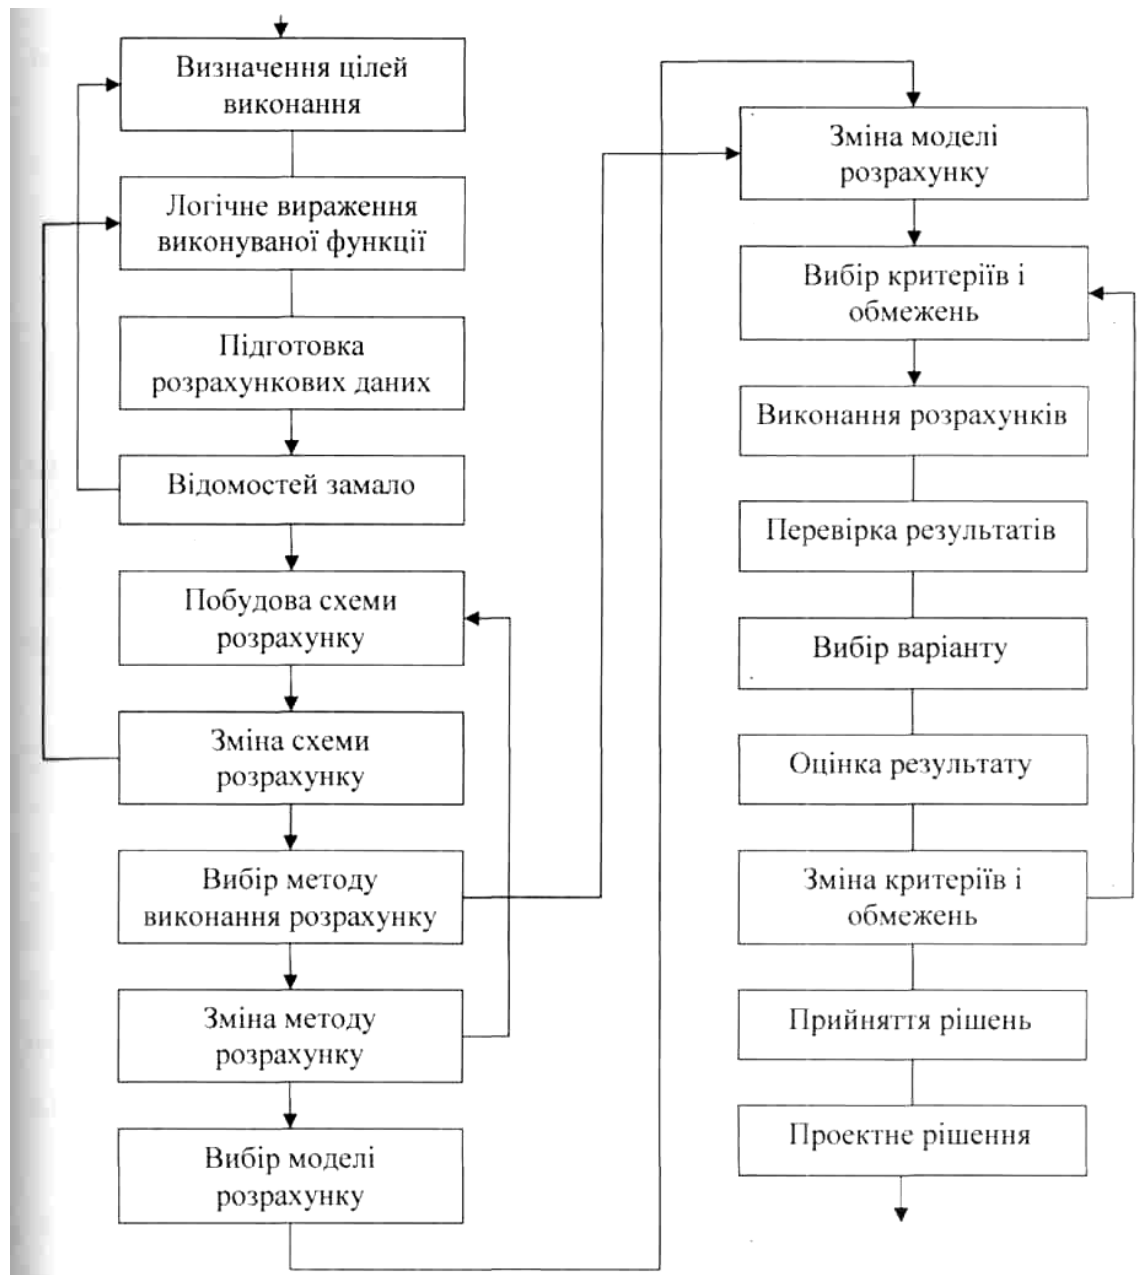 Визначення цілей
виконання
Логічне вираження
виконуваної функції
Підготовка
розрахункових даних
Відомостей замало
Побудова схеми
розрахунку
Зміна схеми
розрахунку
Вибір методу
виконання розрахунку
Зміна методу
розрахунку
Вибір моделі
розрахунку
Зміна моделі
розрахунку
Вибір критеріїв і
обмежень
Виконання розрахунків
Перевірка результатів
Вибір варіанту
Оцінка результату
Зміна критеріїв і
обмежень
Прийняття рішень
Проектне рішення